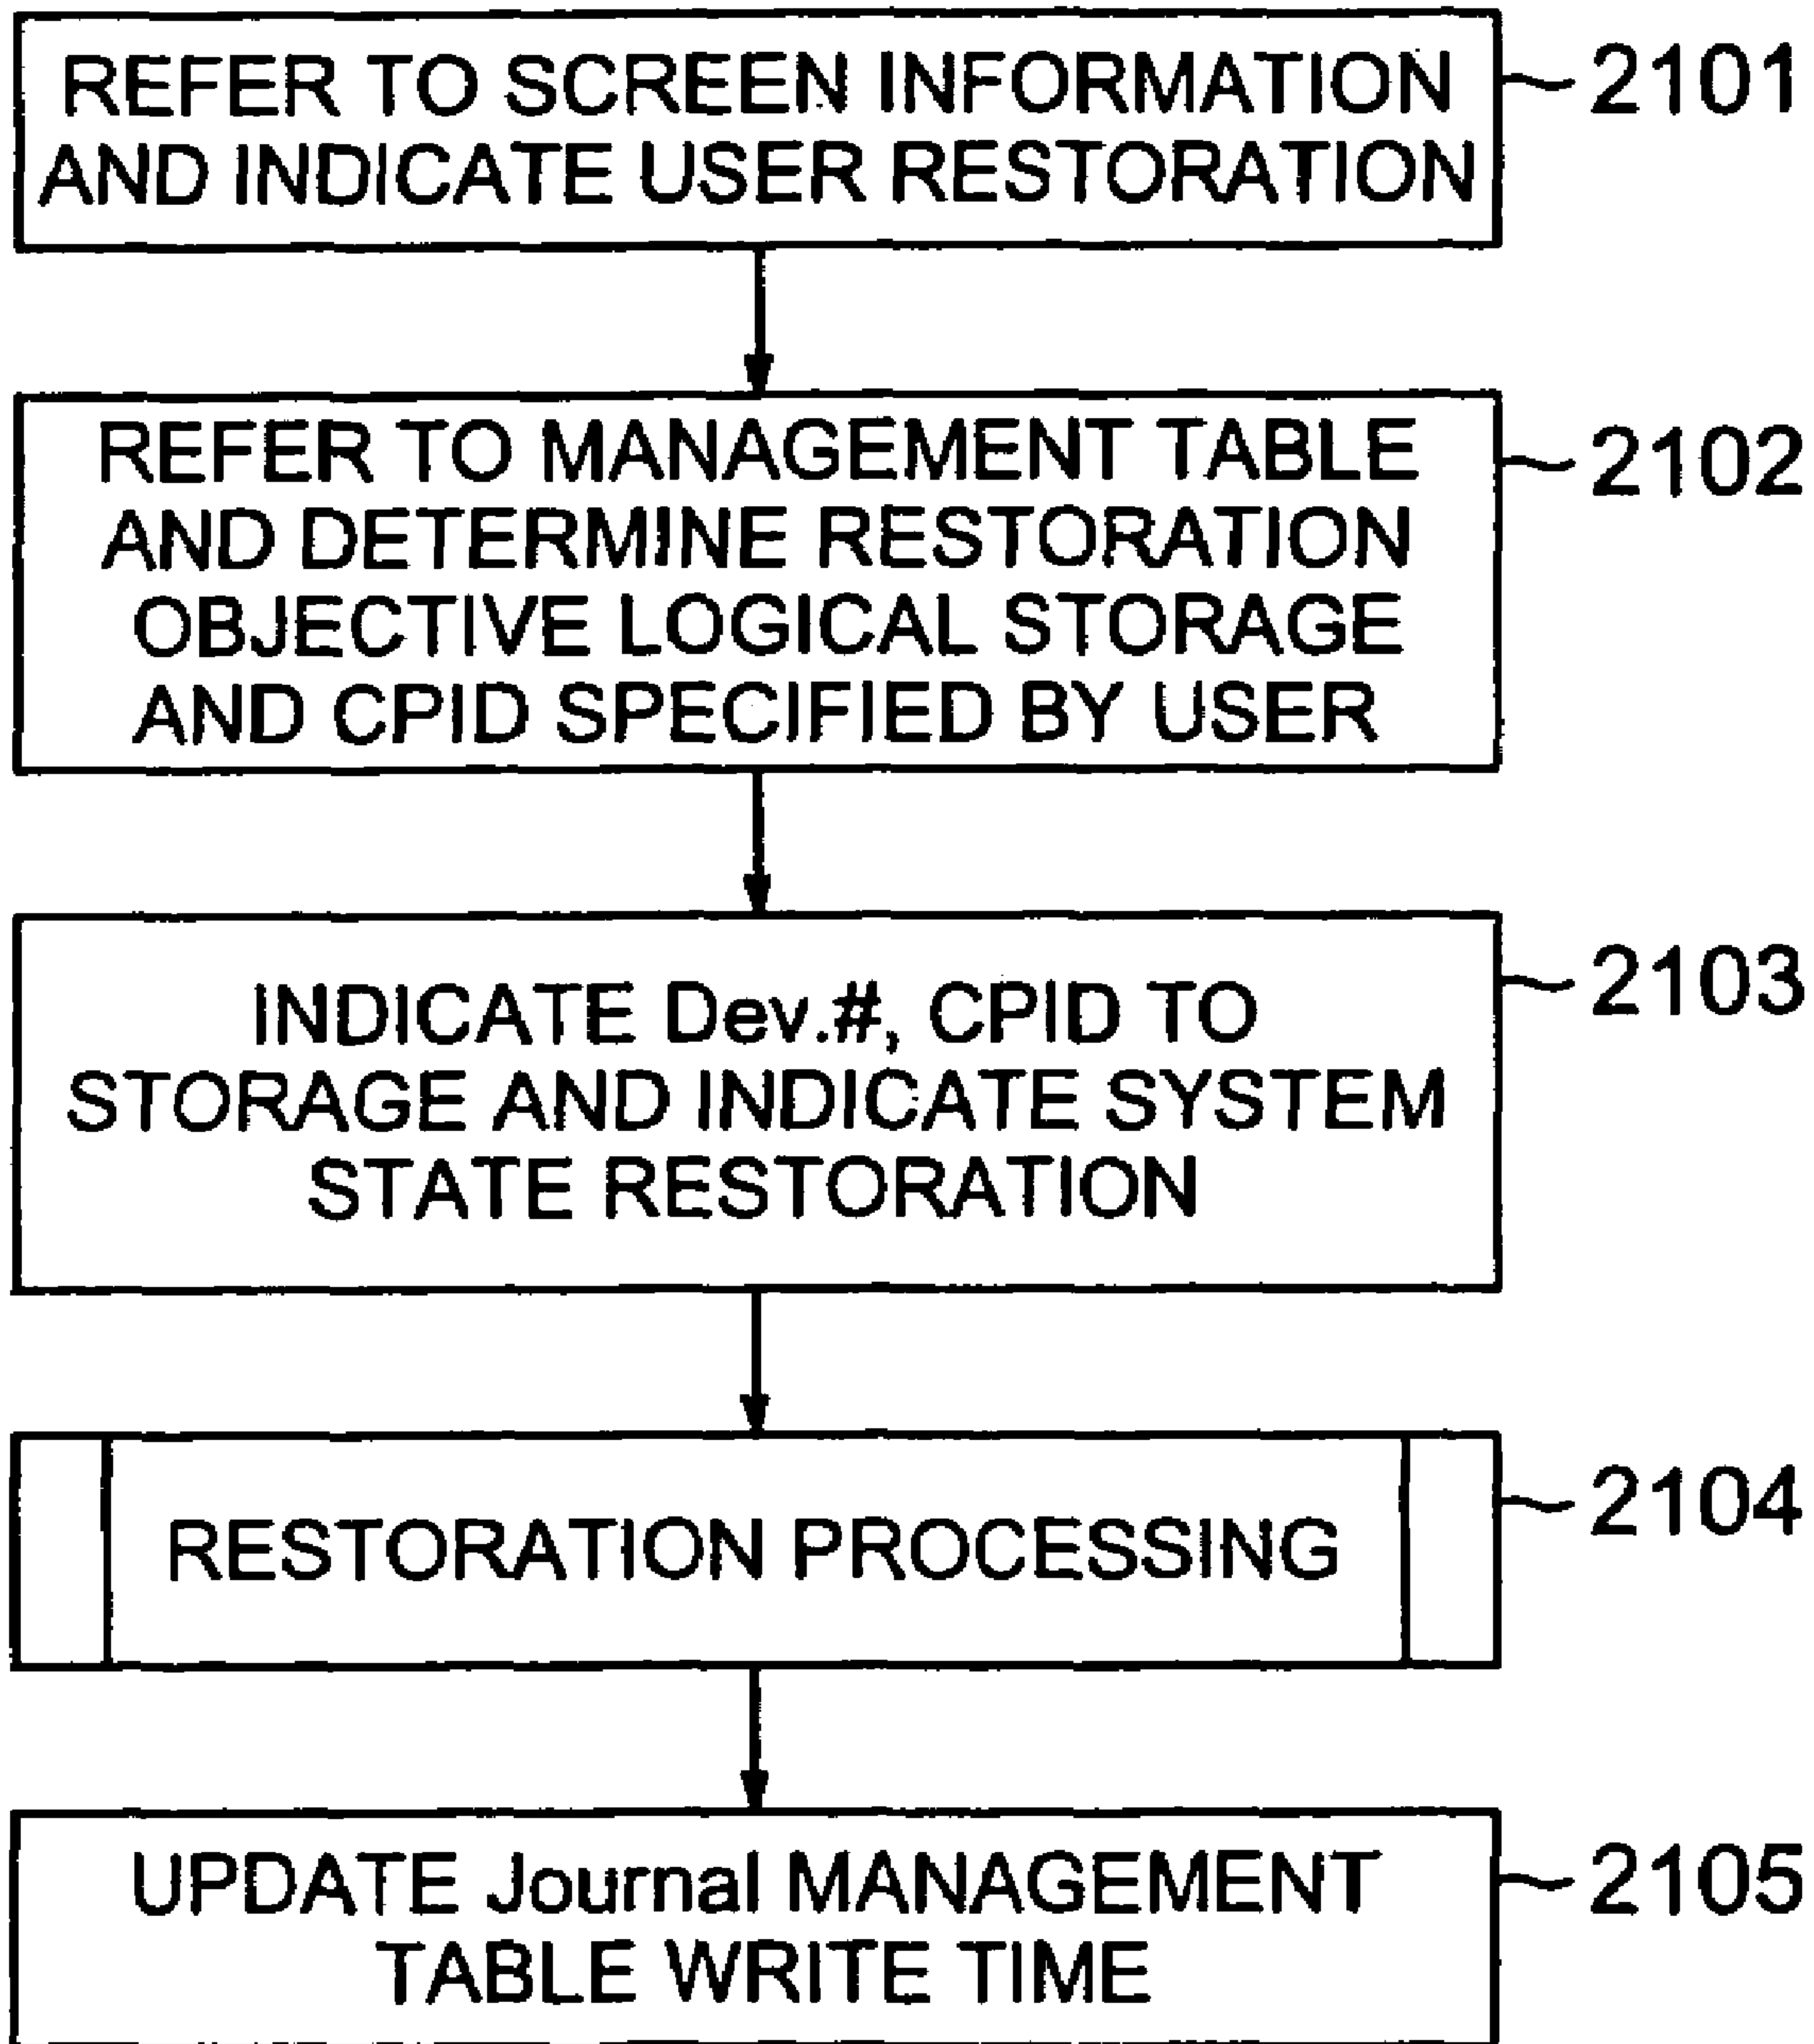 REFER TO SCREEN INFORMATION
AND INDICATE USER RESTORATION
2101
REFER TO MANAGEMENT TABLE
AND DETERMINE RESTORATION
OBJECTIVE LOGICAL STORAGE
AND CPID SPECIFIED BY USER
2102
INDICATE Dev.#, CPID TO
STORAGE AND INDICATE SYSTEM
STATE RESTORATION
2103
RESTORATION PROCESSING
2104
UPDATE Journal MANAGEMENT
TABLE WRITE TIME
2105